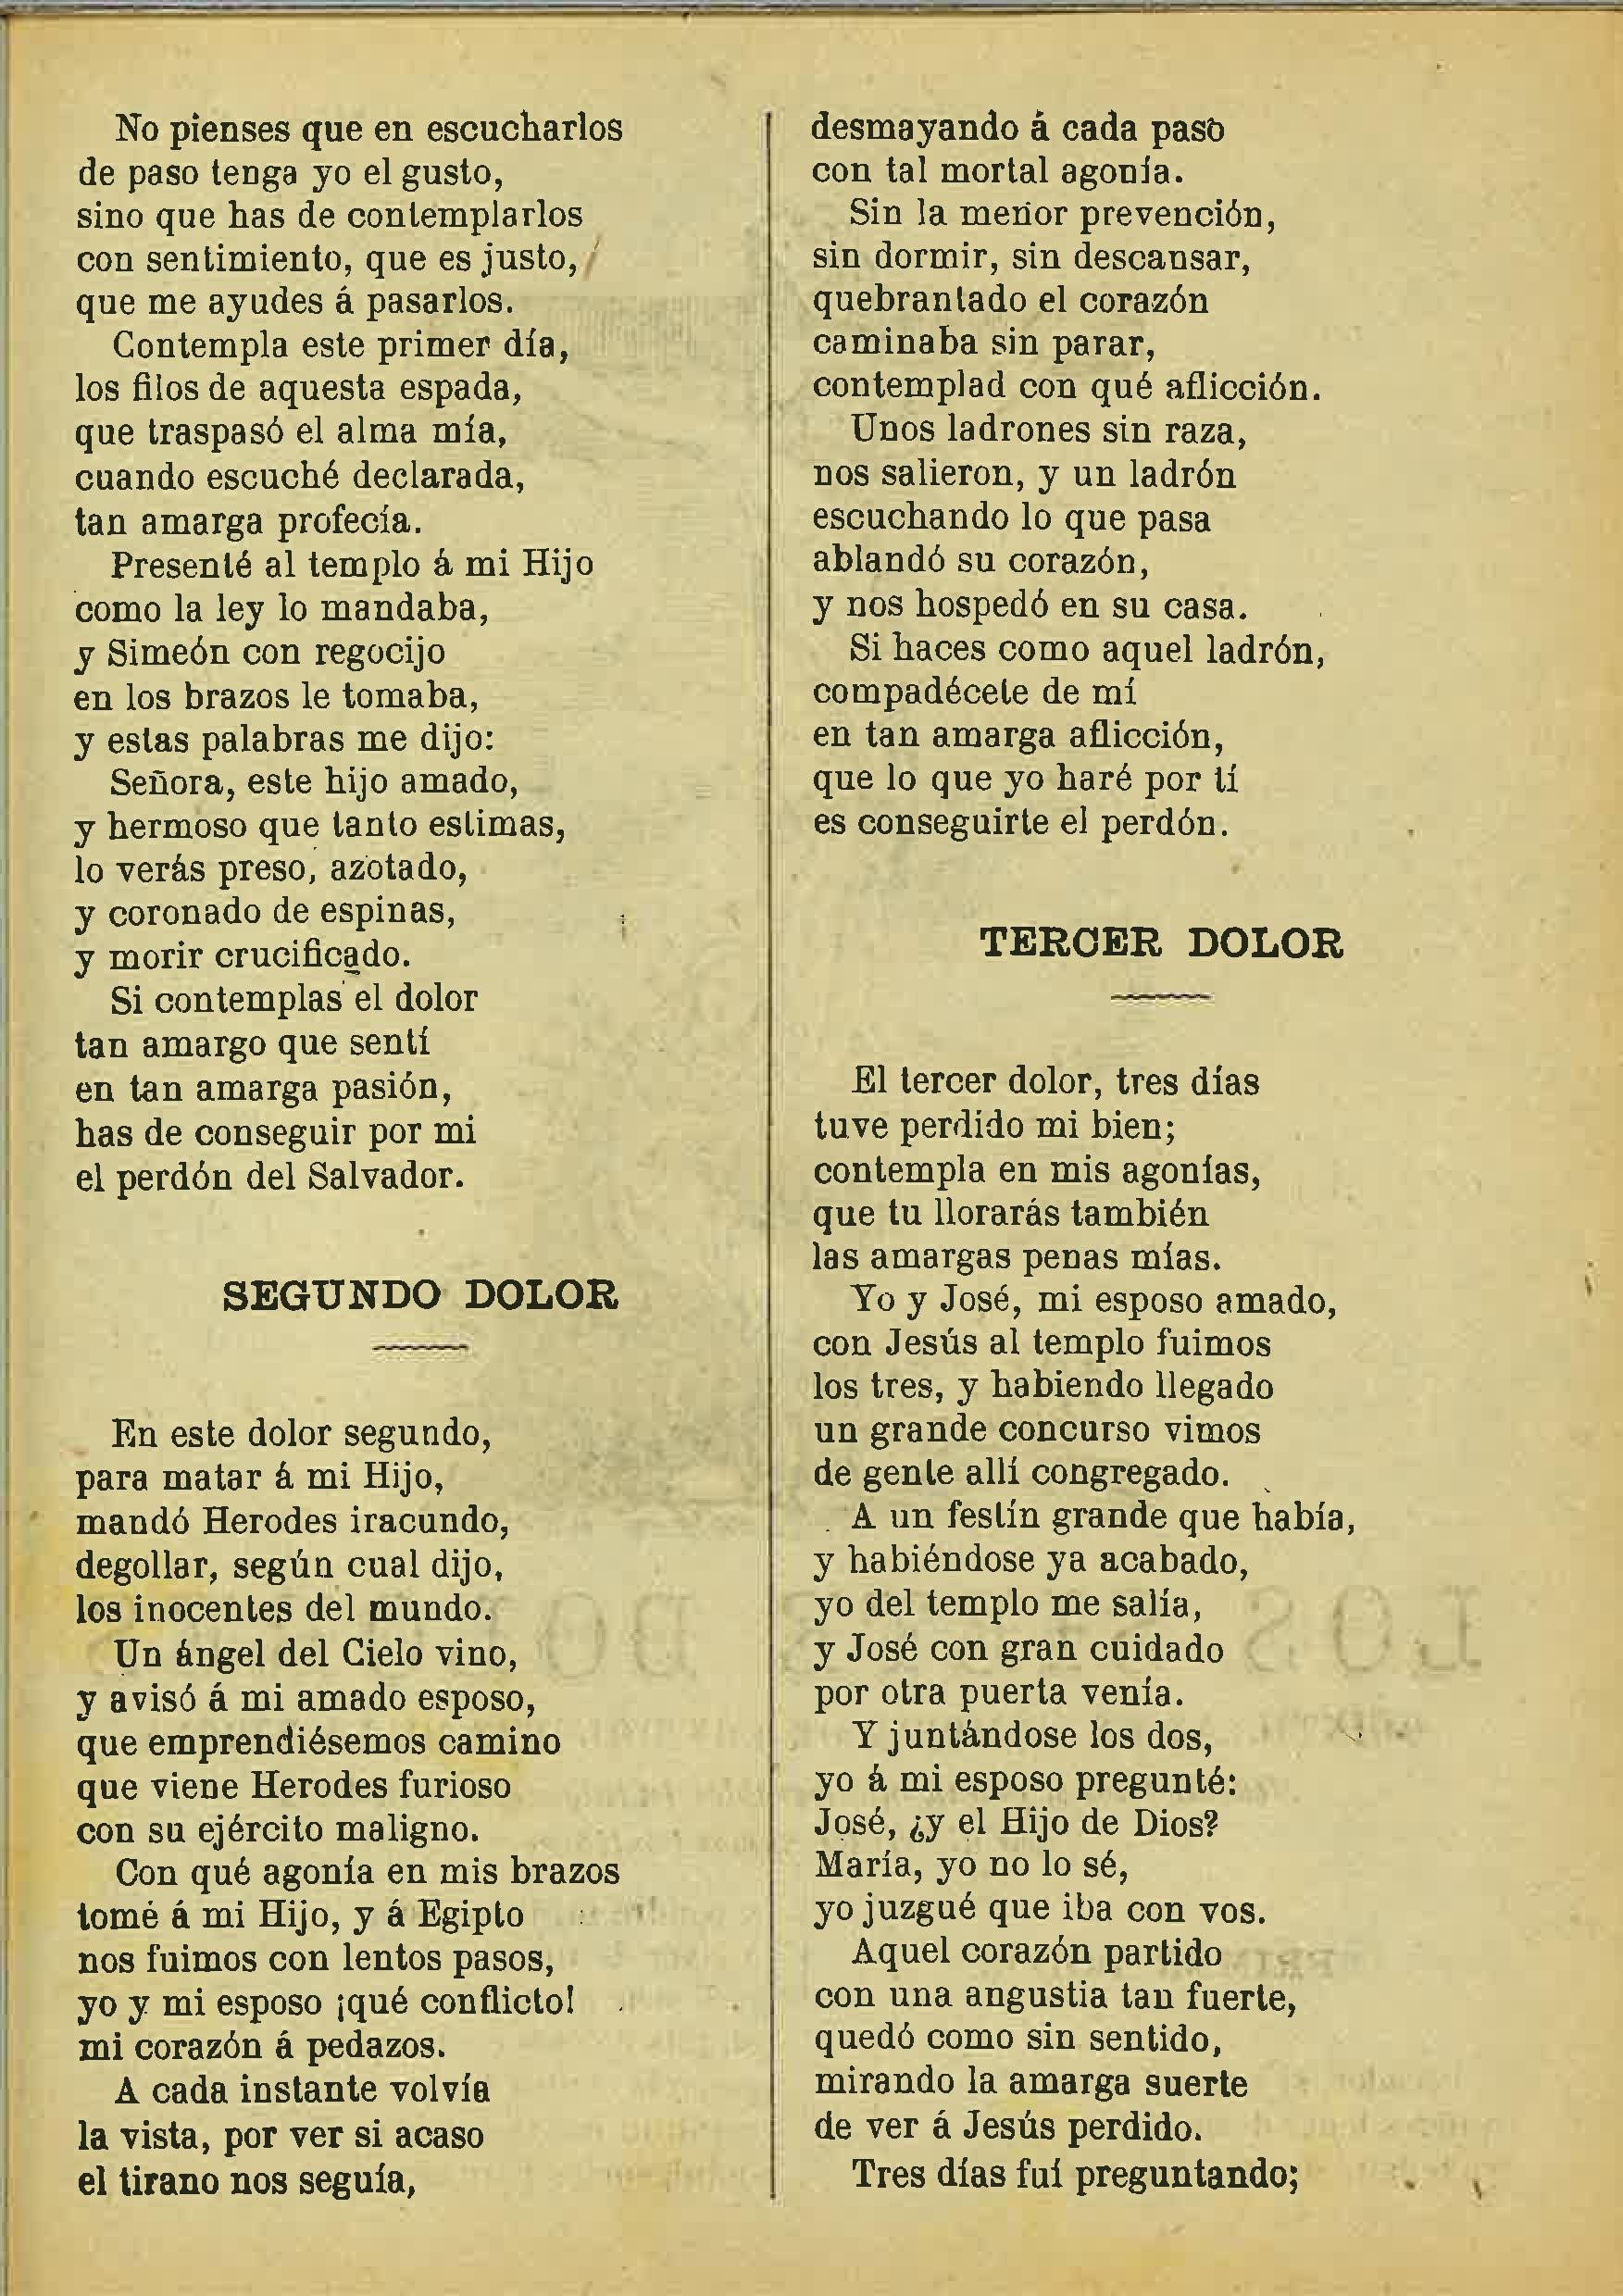 No pienses que en escucharlos
de paso tenga yo el gusto,
sino que has de contemplarlos
con sentimiento, que es justo,
que me ayudes á pasarlos.
Contempla este primer día,
los filos de aquesta espada,
que traspasó el alma mía,
cuando escuché declarada,
tan amarga profecía.
Presenté al templo á mi Hijo
como la ley lo mandaba,
y Simeón con regocijo
en los brazos le tomaba,
y estas palabras me dijo:
Señora, este hijo amado,
y hermoso que tanto estimas,
lo verás preso, azotado,
y coronado de espinas,
y morir crucificado.
Si contemplas el dolor
tan amargo que sentí
en tan amarga pasión,
has de conseguir por mi
el perdón del Salvador.
SEGUNDO DOLOR
En este dolor segundo,
para matar á mi Hijo,
mandó Herodes iracundo,
degollar, según cual dijo,
los inocentes del mundo.
Un ángel del Cielo vino,
y avisó á mi amado esposo,
que emprendiésemos camino
que viene Herodes furioso
con su ejército maligno.
Con qué agonía en mis brazos
tomé á mi Hijo, y á Egipto
nos fuimos con lentos pasos,
yo y mi esposo ¡qué conflicto!
mi corazón á pedazos.
A cada instante volvía
la vista, por ver si acaso
el tirano nos seguía,
desmayando á cada paso
con tal mortal agonía.
Sin la menor prevención,
sin dormir, sin descansar,
quebrantado el corazón
caminaba sin parar,
contemplad con qué aflicción.
Unos ladrones sin raza,
nos salieron, y un ladrón
escuchando lo que pasa
ablandó su corazón,
y nos hospedó en su casa.
Si haces como aquel ladrón,
compadécete de mí
en tan amarga aflicción,
que lo que yo haré por tí
es conseguirte el perdón.
TERCER DOLOR
El tercer dolor, tres días
tuve perdido mi bien;
contempla en mis agonías,
que tu llorarás también
las amargas penas mías.
Yo y José, mi esposo amado,
con Jesús al templo fuimos
los tres, y habiendo llegado
un grande concurso vimos
de gente allí congregado.
A un festín grande que había,
y habiéndose ya acabado,
yo del templo me salía,
y José con gran cuidado
por otra puerta venía.
Y juntándose los dos,
yo á mi esposo pregunté:
José, ¿y el Hijo de Dios?
María, yo no lo sé,
yo juzgué que iba con vos.
Aquel corazón partido
con una angustia tan fuerte,
quedó como sin sentido,
mirando la amarga suerte
de ver á Jesús perdido.
Tres días fuí preguntando;